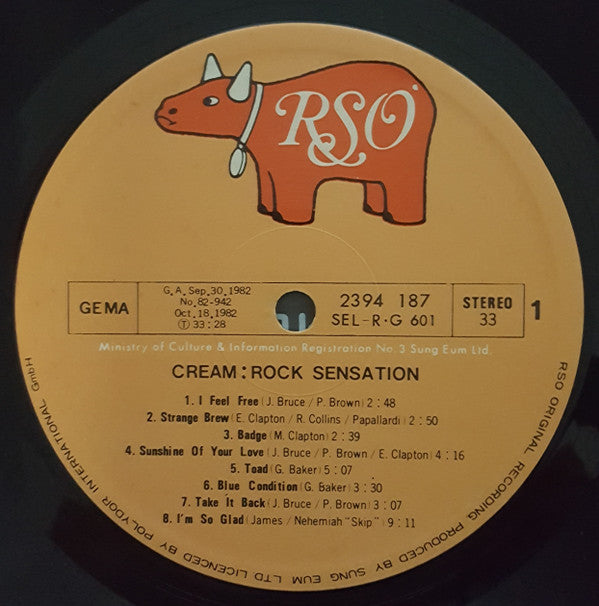 RSO
GEMA
G.A. Sep. 30. 1982
No. 82-942
Oct. 18. 1982
Ⓣ 33:28
2394 187
SEL-R·G 601
STEREO
33
1
Ministry of Culture & Information Registration No. 3 Sung Eum Ltd.
CREAM : ROCK SENSATION
1. I Feel Free (J. Bruce / P. Brown) 2 : 48
2. Strange Brew (E. Clapton / R. Collins / Papallardi) 2 : 50
3. Badge (M. Clapton) 2 : 39
4. Sunshine Of Your Love (J. Bruce / P. Brown / E. Clapton) 4 : 16
5. Toad (G. Baker) 5 : 07
6. Blue Condition (G. Baker) 3 : 30
7. Take It Back (J. Bruce / P. Brown) 3 : 07
8. I'm So Glad (James / Nehemiah "Skip") 9 : 11
RSO ORIGINAL RECORDING PRODUCED BY SUNG EUM LTD LICENCED BY POLYDOR INTERNATIONAL GmbH